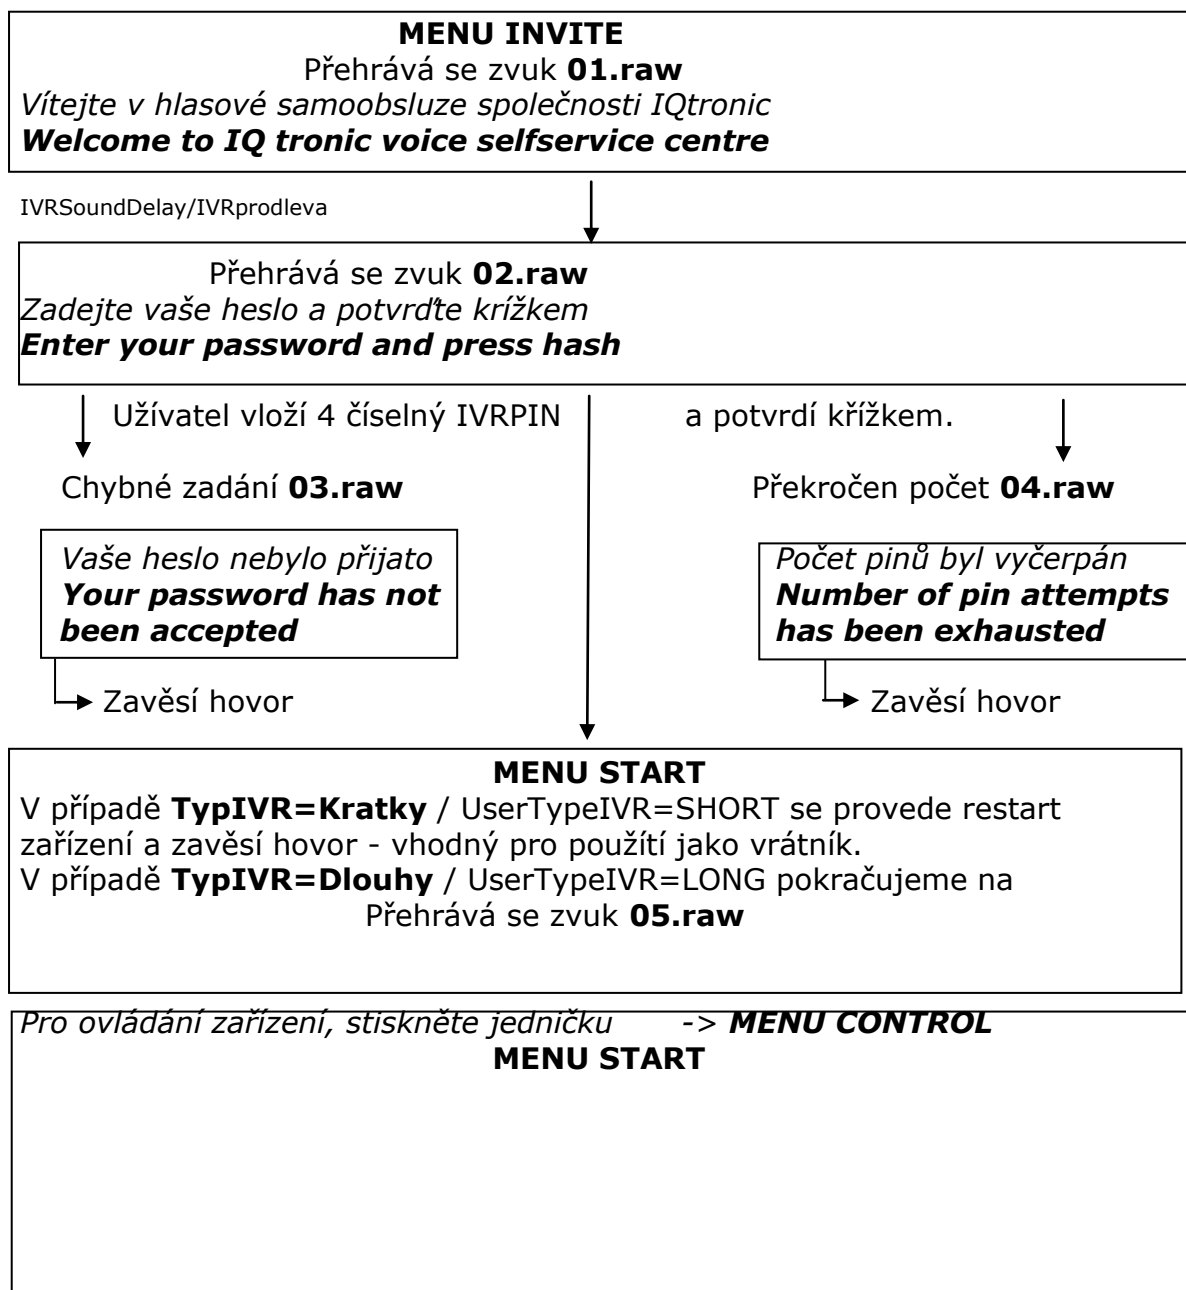 MENU INVITE
Přehrává se zvuk 01.raw
Vítejte v hlasové samoobsluze společnosti IQtronic
Welcome to IQ tronic voice selfservice centre
IVRSoundDelay/IVRprodleva
Přehrává se zvuk 02.raw
Zadejte vaše heslo a potvrďte krížkem
Enter your password and press hash
Užívatel vloží 4 číselný IVRPIN a potvrdí křížkem.
Chybné zadání 03.raw
Překročen počet 04.raw
Vaše heslo nebylo přijato
Your password has not
been accepted
Počet pinů byl vyčerpán
Number of pin attempts
has been exhausted
Zavěsí hovor
Zavěsí hovor
MENU START
V případě TypIVR=Kratky / UserTypeIVR=SHORT se provede restart
zařízení a zavěsí hovor - vhodný pro použítí jako vrátník.
V případě TypIVR=Dlouhy / UserTypeIVR=LONG pokračujeme na
Přehrává se zvuk 05.raw
Pro ovládání zařízení, stiskněte jedničku -> MENU CONTROL
MENU START